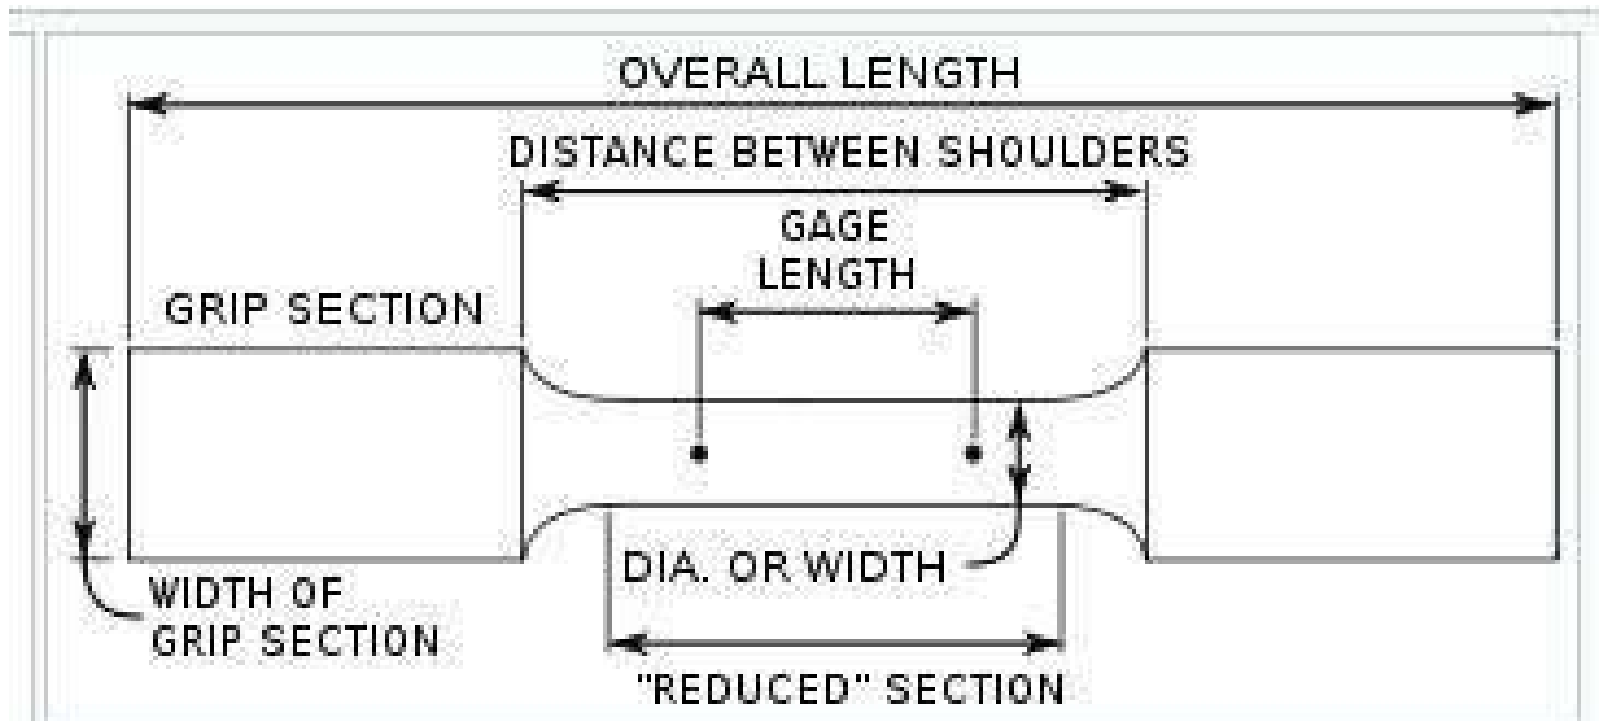 OVERALL LENGTH
DISTANCE BETWEEN SHOULDERS
GAGE
LENGTH
GRIP SECTION
DIA. OR WIDTH
WIDTH OF
GRIP SECTION
"REDUCED" SECTION